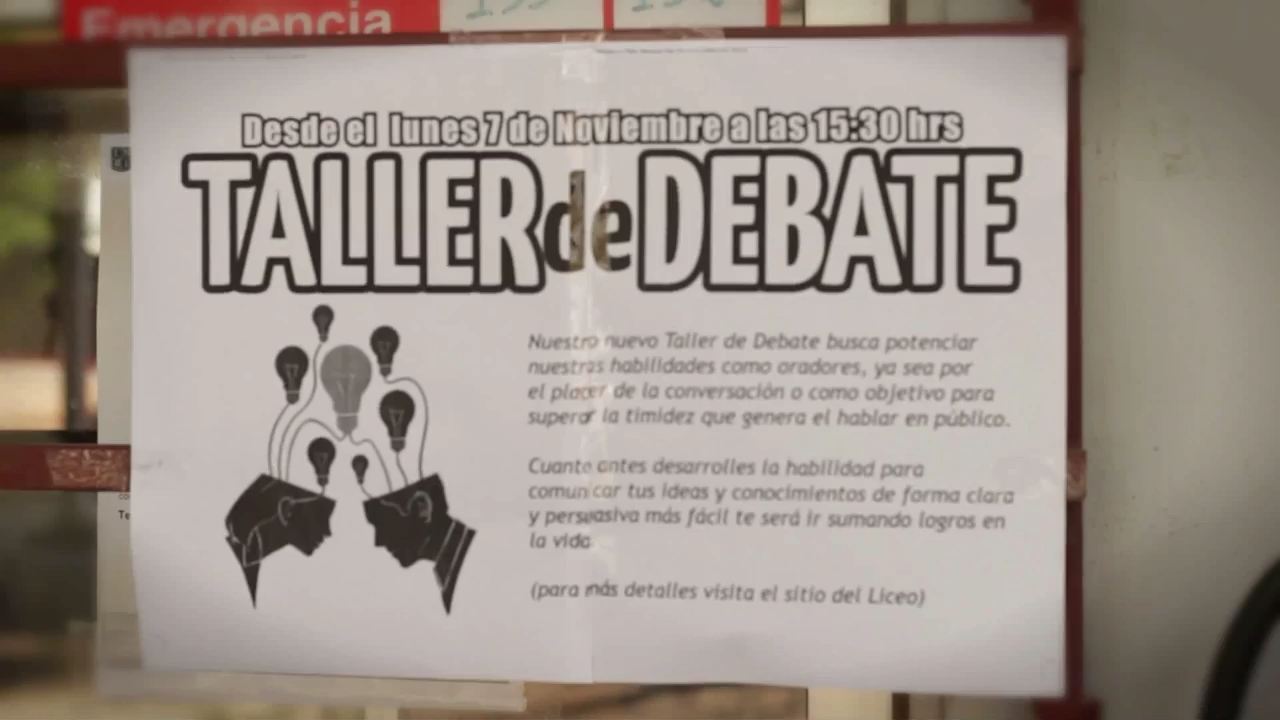 Emergencia
Desde el lunes 7 de Noviembre a las 15:30 hrs
TALLER de DEBATE
Nuestro nuevo Taller de Debate busca potenciar
nuestras habilidades como oradores, ya sea por
el placer de la conversación o como objetivo para
superar la timidez que genera el hablar en público.
Cuanto antes desarrolles la habilidad para
comunicar tus ideas y conocimientos de forma clara
y persuasiva más fácil te será ir sumando logros en
la vida
(para más detalles visita el sitio del Liceo)